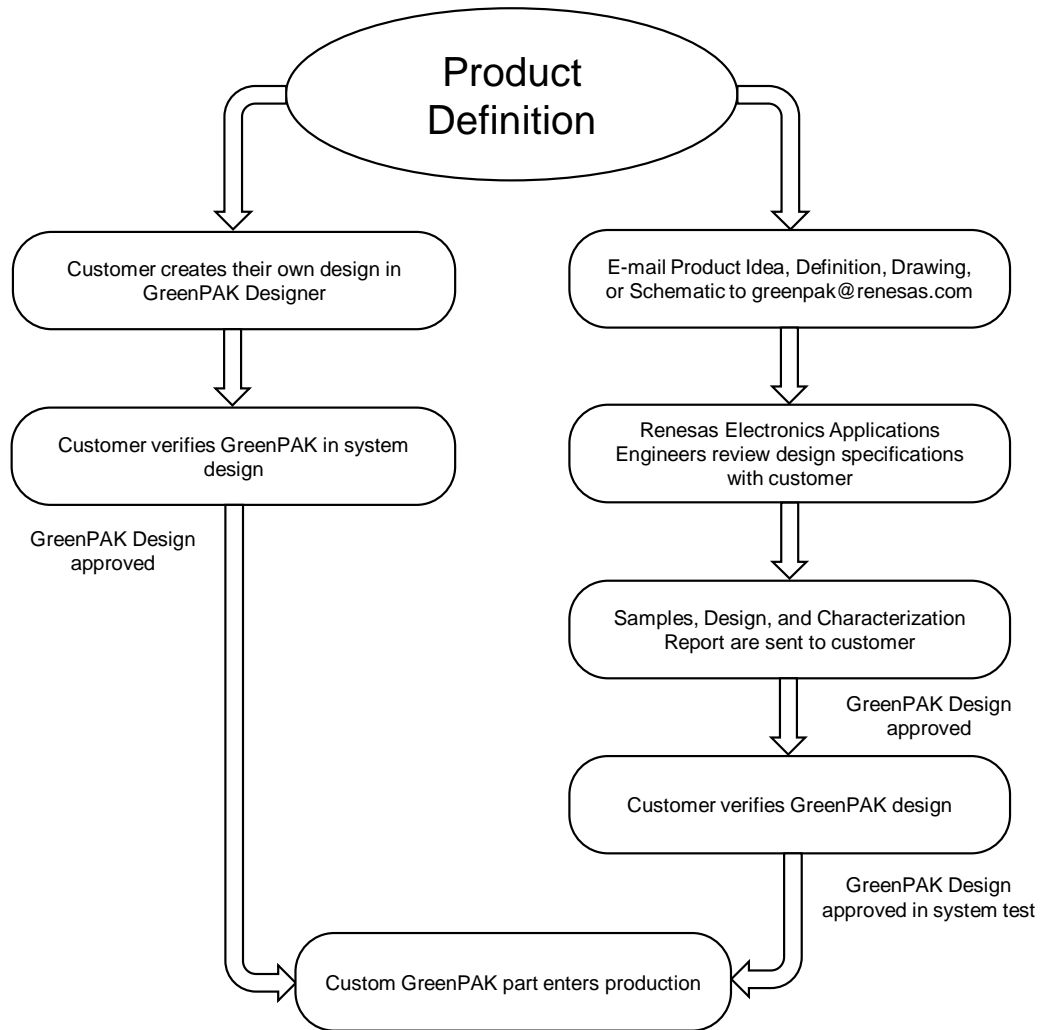 Product
Definition
Customer creates their own design in
GreenPAK Designer
E-mail Product Idea, Definition, Drawing,
or Schematic to greenpak@renesas.com
Customer verifies GreenPAK in system
design
Renesas Electronics Applications
Engineers review design specifications
with customer
GreenPAK Design
approved
Samples, Design, and Characterization
Report are sent to customer
GreenPAK Design
approved
Customer verifies GreenPAK design
GreenPAK Design
approved in system test
Custom GreenPAK part enters production